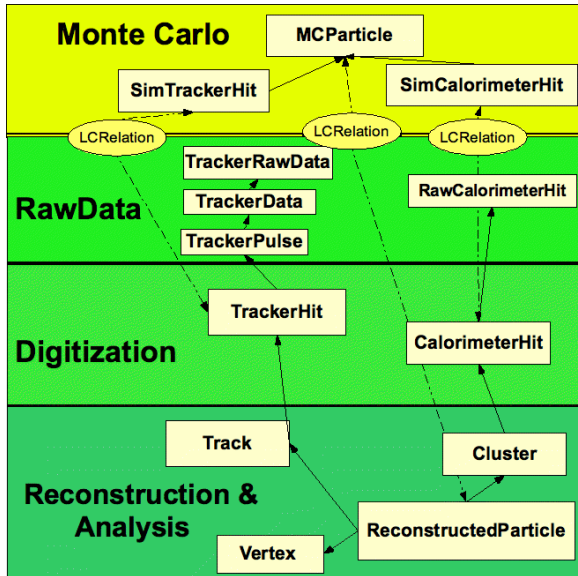 Monte Carlo
MCParticle
SimTrackerHit
SimCalorimeterHit
LCRelation
LCRelation
LCRelation
TrackerRawData
TrackerData
TrackerPulse
RawCalorimeterHit
RawData
TrackerHit
CalorimeterHit
Digitization
Track
Cluster
Reconstruction &
Analysis
ReconstructedParticle
Vertex